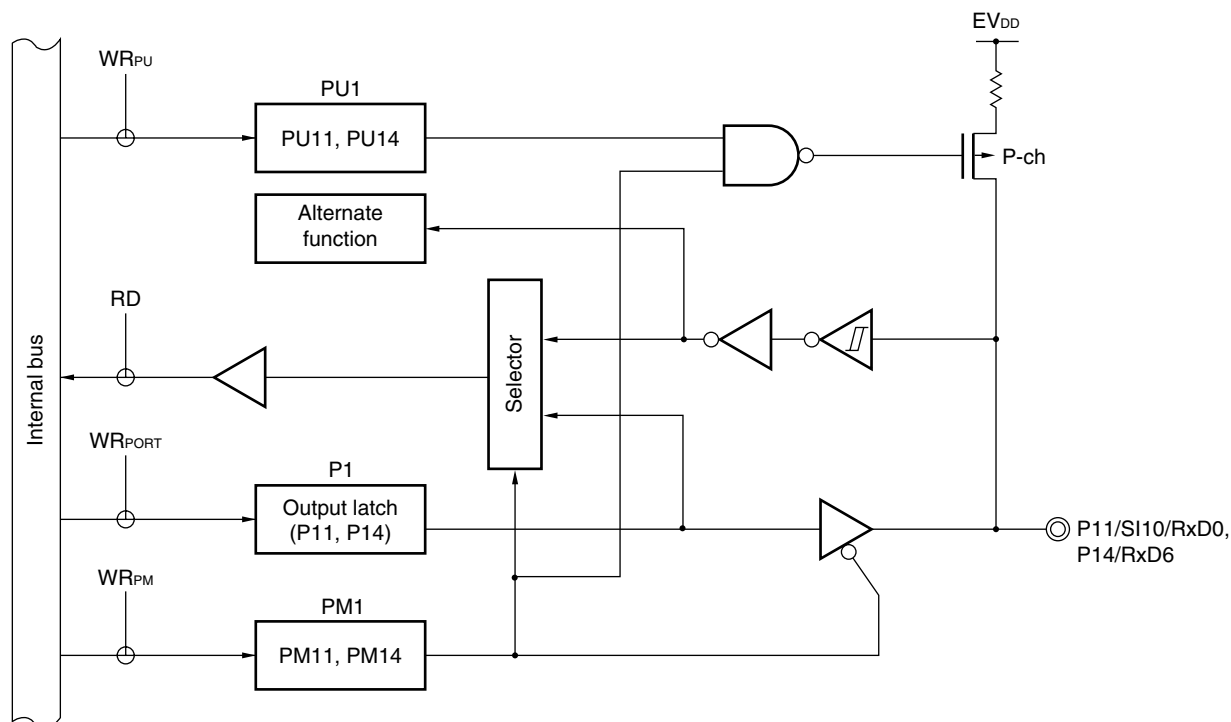 EVDD
WRPU
PU1
PU11, PU14
P-ch
Alternate
function
RD
Selector
Internal bus
WRPORT
P1
Output latch
(P11, P14)
P11/SI10/RxD0,
P14/RxD6
WRPM
PM1
PM11, PM14